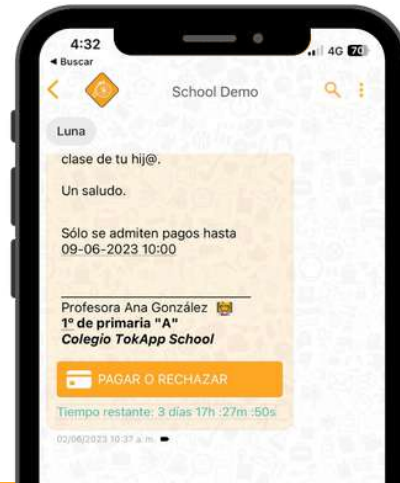 4:32
4G 70
◀ Buscar
School Demo
Luna
clase de tu hij@.
Un saludo.
Sólo se admiten pagos hasta
09-06-2023 10:00
Profesora Ana González
1º de primaria "A"
Colegio TokApp School
PAGAR O RECHAZAR
Tiempo restante: 3 días 17h :27m :50s
02/06/2023 10:37 a. m.